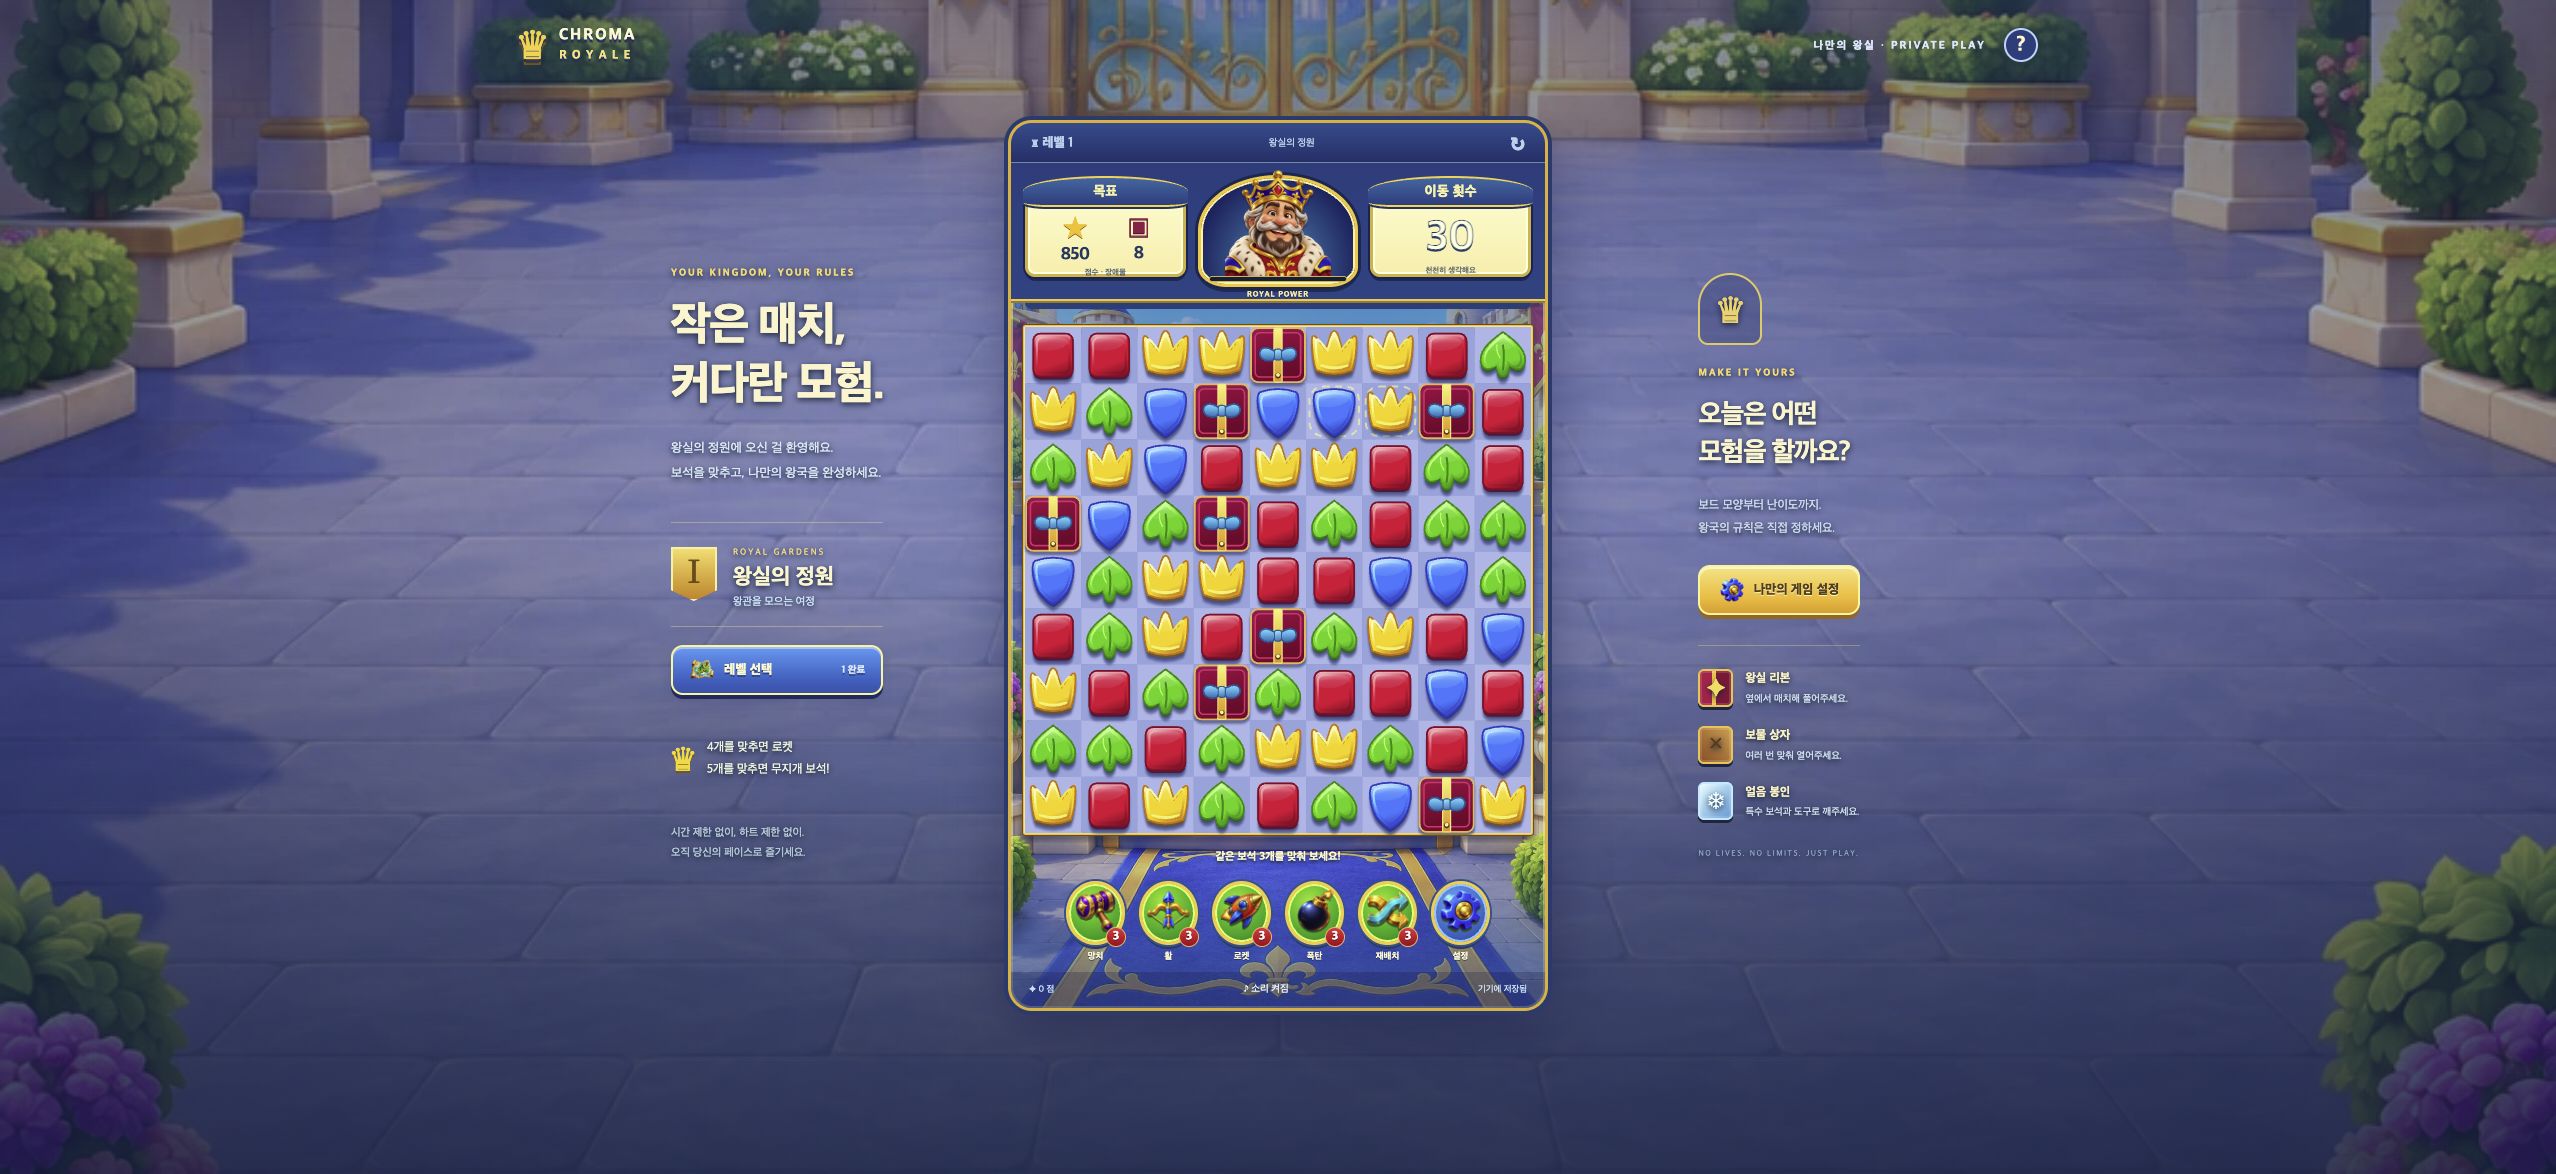 CHROMA
ROYALE
나만의 왕실 · PRIVATE PLAY
?
YOUR KINGDOM, YOUR RULES
작은 매치,
커다란 모험.
왕실의 정원에 오신 걸 환영해요.
보석을 맞추고, 나만의 왕국을 완성하세요.
I
ROYAL GARDENS
왕실의 정원
왕관을 모으는 여정
레벨 선택
1 완료
4개를 맞추면 로켓
5개를 맞추면 무지개 보석!
시간 제한 없이, 하트 제한 없이.
오직 당신의 페이스로 즐기세요.
레벨 1
왕실의 정원
목표
850
8
점수 · 장애물
ROYAL POWER
이동 횟수
30
천천히 생각해요
같은 보석 3개를 맞춰 보세요!
3
3
3
3
3
망치
활
로켓
폭탄
재배치
설정
0 점
소리 켜짐
기기에 저장됨
MAKE IT YOURS
오늘은 어떤
모험을 할까요?
보드 모양부터 난이도까지.
왕국의 규칙은 직접 정하세요.
나만의 게임 설정
왕실 리본
옆에서 매치해 풀어주세요.
보물 상자
여러 번 맞춰 열어주세요.
얼음 봉인
특수 보석과 도구로 깨주세요.
NO LIVES. NO LIMITS. JUST PLAY.